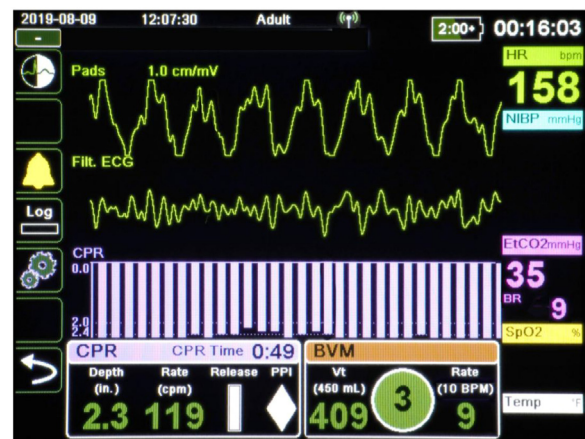 2019-08-09 12:07:30 Adult 2:00+ 00:16:03
-
HR bpm
158
Pads 1.0 cm/mV
NIBP mmHg
Filt. ECG
Log
EtCO2 mmHg
35
BR 9
CPR
0.0
2.0
2.4
SpO2 %
CPR CPR Time 0:49
Depth (in.) Rate (cpm) Release PPI
2.3 119
BVM
Vt (450 mL) Rate (10 BPM)
409 3 9
Temp °F